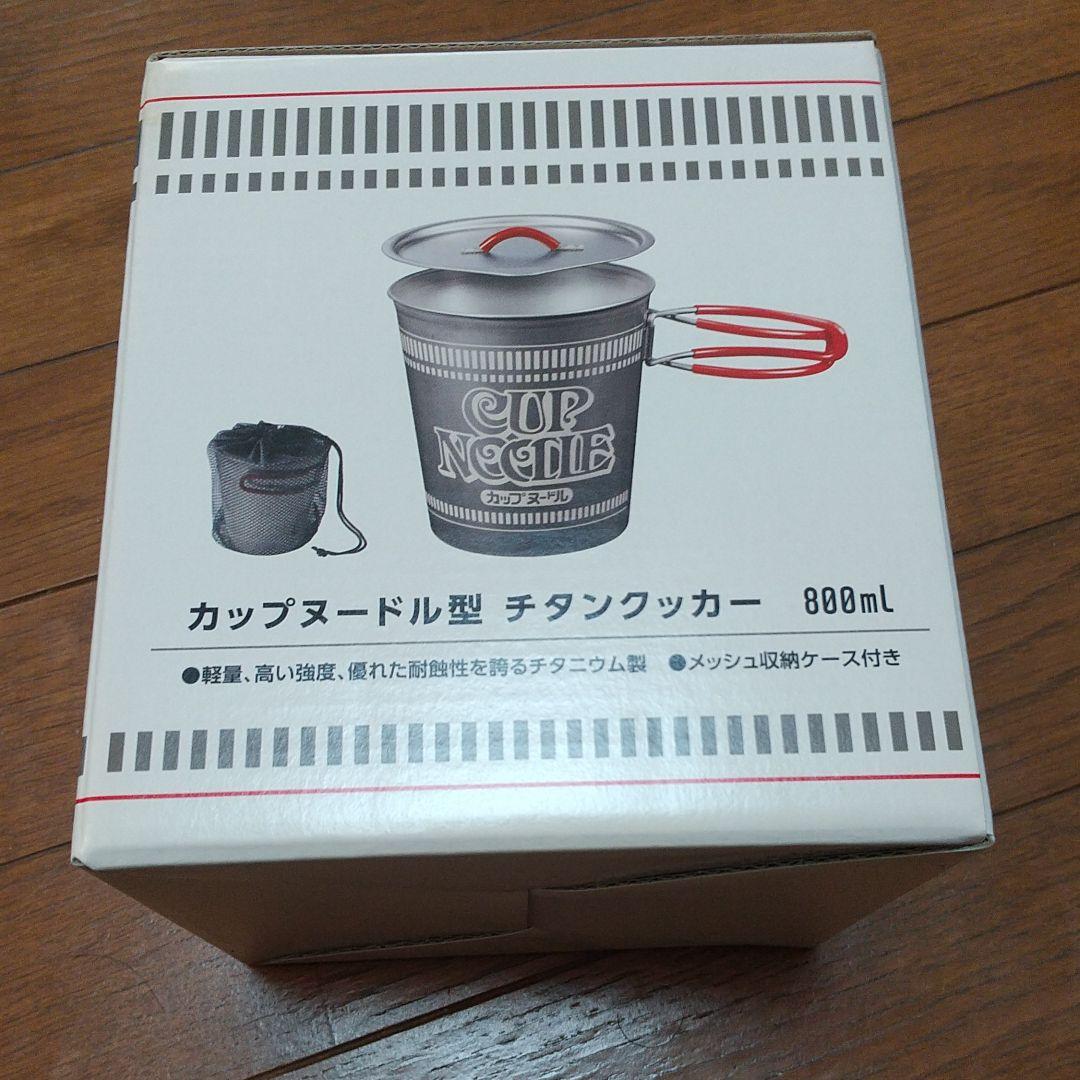 CUP
NOODLE
カップヌードル
カップヌードル型 チタンクッカー 800mL
●軽量、高い強度、優れた耐蝕性を誇るチタニウム製 ●メッシュ収納ケース付き